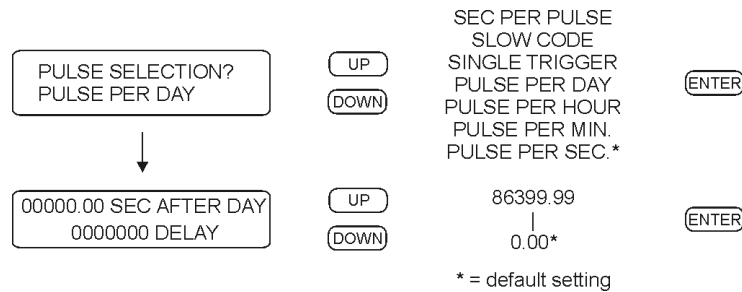 SEC PER PULSE
SLOW CODE
SINGLE TRIGGER
PULSE PER DAY
PULSE PER HOUR
PULSE PER MIN.
PULSE PER SEC.*
PULSE SELECTION?
PULSE PER DAY
UP
DOWN
ENTER
00000.00 SEC AFTER DAY
0000000 DELAY
UP
DOWN
86399.99
|
0.00*
ENTER
* = default setting